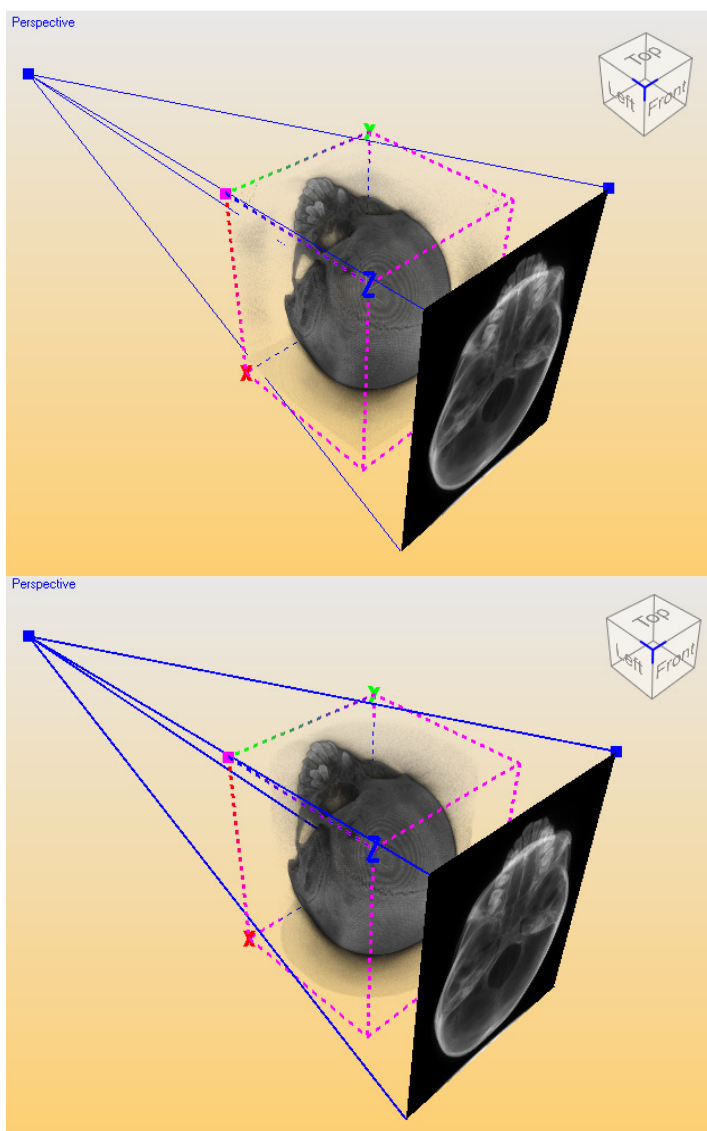 Perspective
Top
Left
Front
Y
Z
X
Perspective
Top
Left
Front
Y
Z
X